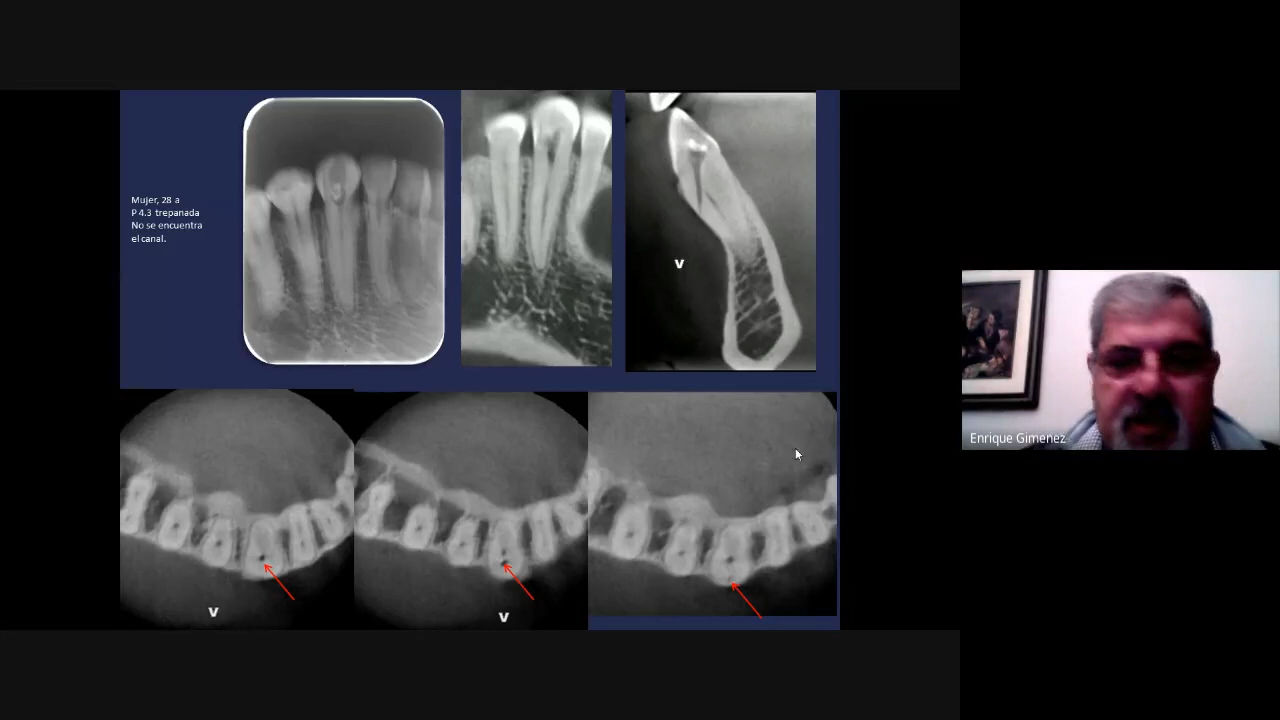 Mujer, 28 a
P 4.3 trepanada
No se encuentra
el canal.
v
v
v
Enrique Gimenez